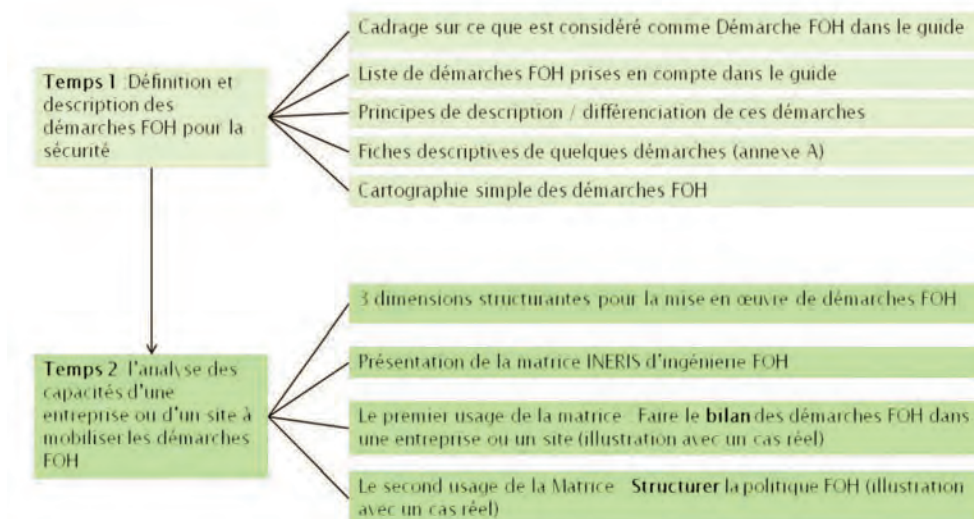 Temps 1 Définition et
description des
démarches FOH pour la
sécurité
Cadrage sur ce que est considéré comme Démarche FOH dans le guide
Liste de démarches FOH prises en compte dans le guide
Principes de description / différenciation de ces démarches
Fiches descriptives de quelques démarches (annexe A)
Cartographie simple des démarches FOH
Temps 2 l'analyse des
capacités d'une
entreprise ou d'un site à
mobiliser les démarches
FOH
3 dimensions structurantes pour la mise en œuvre de démarches FOH
Présentation de la matrice INERIS d'ingénierie FOH
Le premier usage de la matrice Faire le bilan des démarches FOH dans
une entreprise ou un site (illustration avec un cas réel)
Le second usage de la Matrice Structurer la politique FOH (illustration
avec un cas réel)